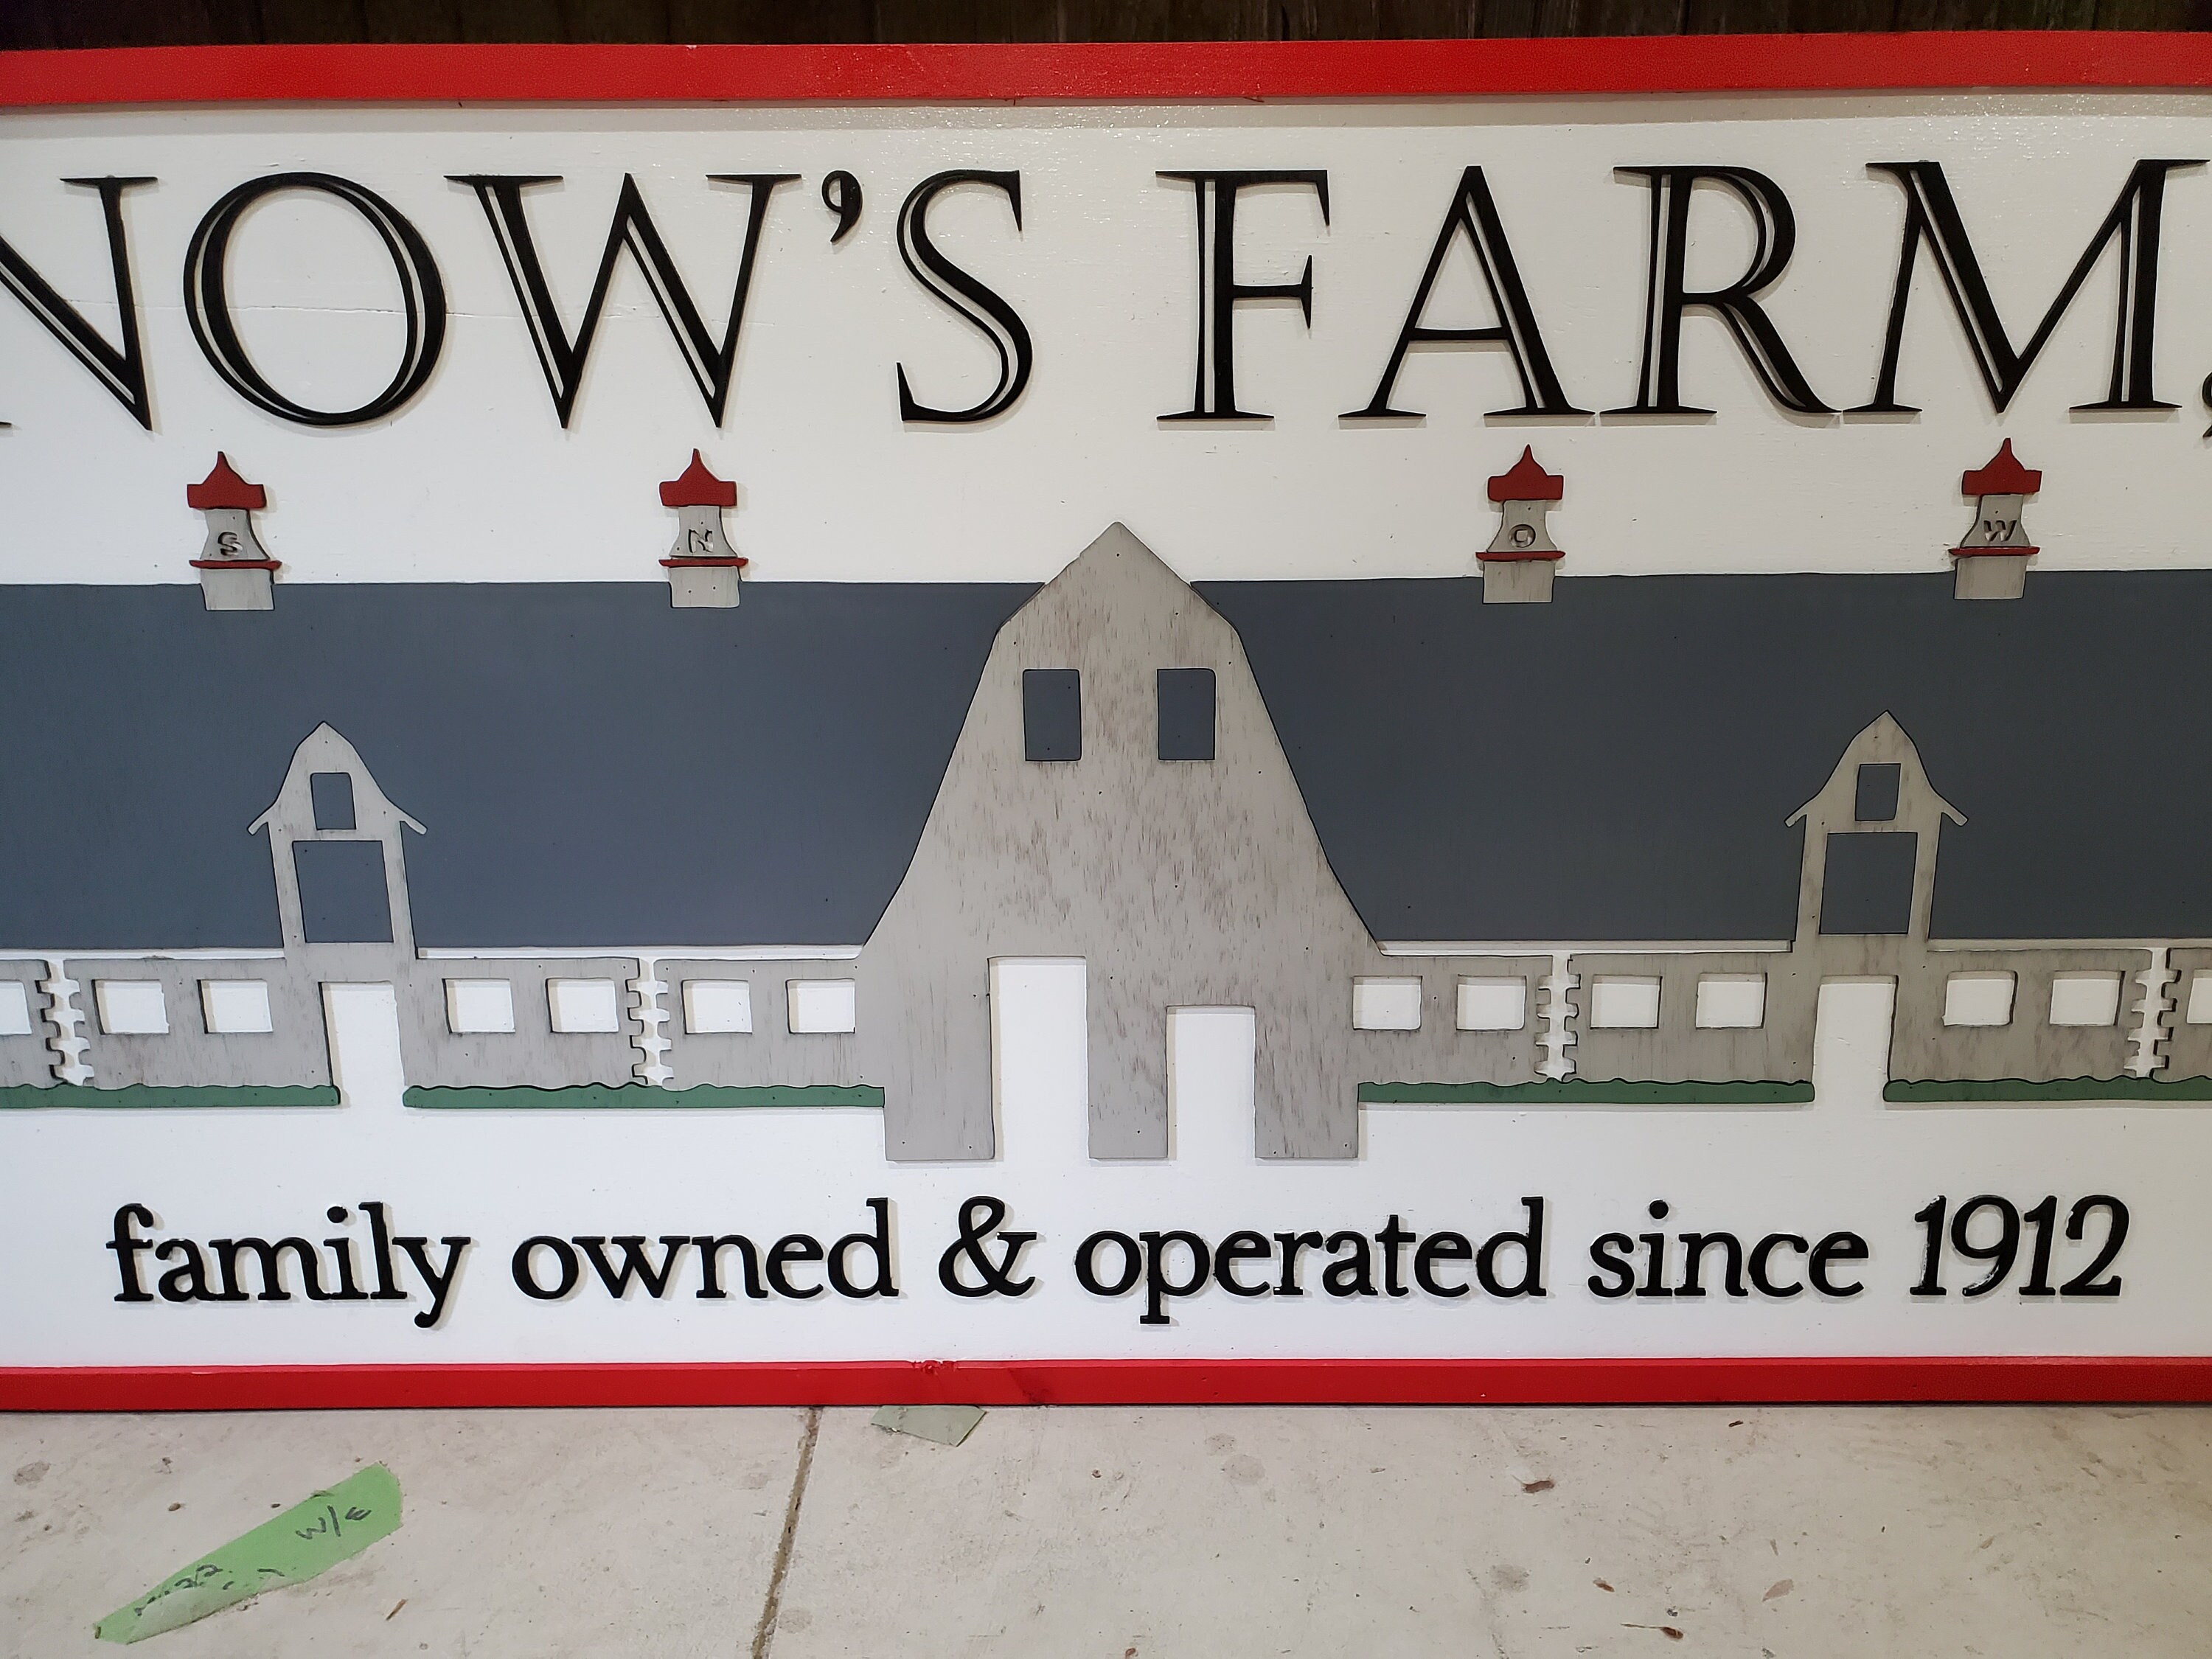 NOW'S FARM,
S N O W
family owned & operated since 1912
W/E